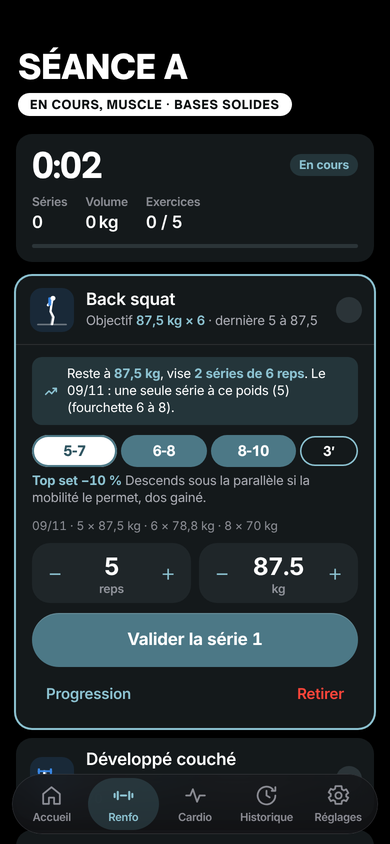 SÉANCE A
EN COURS, MUSCLE · BASES SOLIDES
0:02
En cours
Séries Volume Exercices
0 0 kg 0 / 5
Back squat
Objectif 87,5 kg × 6 · dernière 5 à 87,5
Reste à 87,5 kg, vise 2 séries de 6 reps. Le
09/11 : une seule série à ce poids (5)
(fourchette 6 à 8).
5-7 6-8 8-10 3′
Top set −10 % Descends sous la parallèle si la
mobilité le permet, dos gainé.
09/11 · 5 × 87,5 kg · 6 × 78,8 kg · 8 × 70 kg
− 5 + − 87.5 +
reps kg
Valider la série 1
Progression Retirer
Développé couché
Accueil Renfo Cardio Historique Réglages